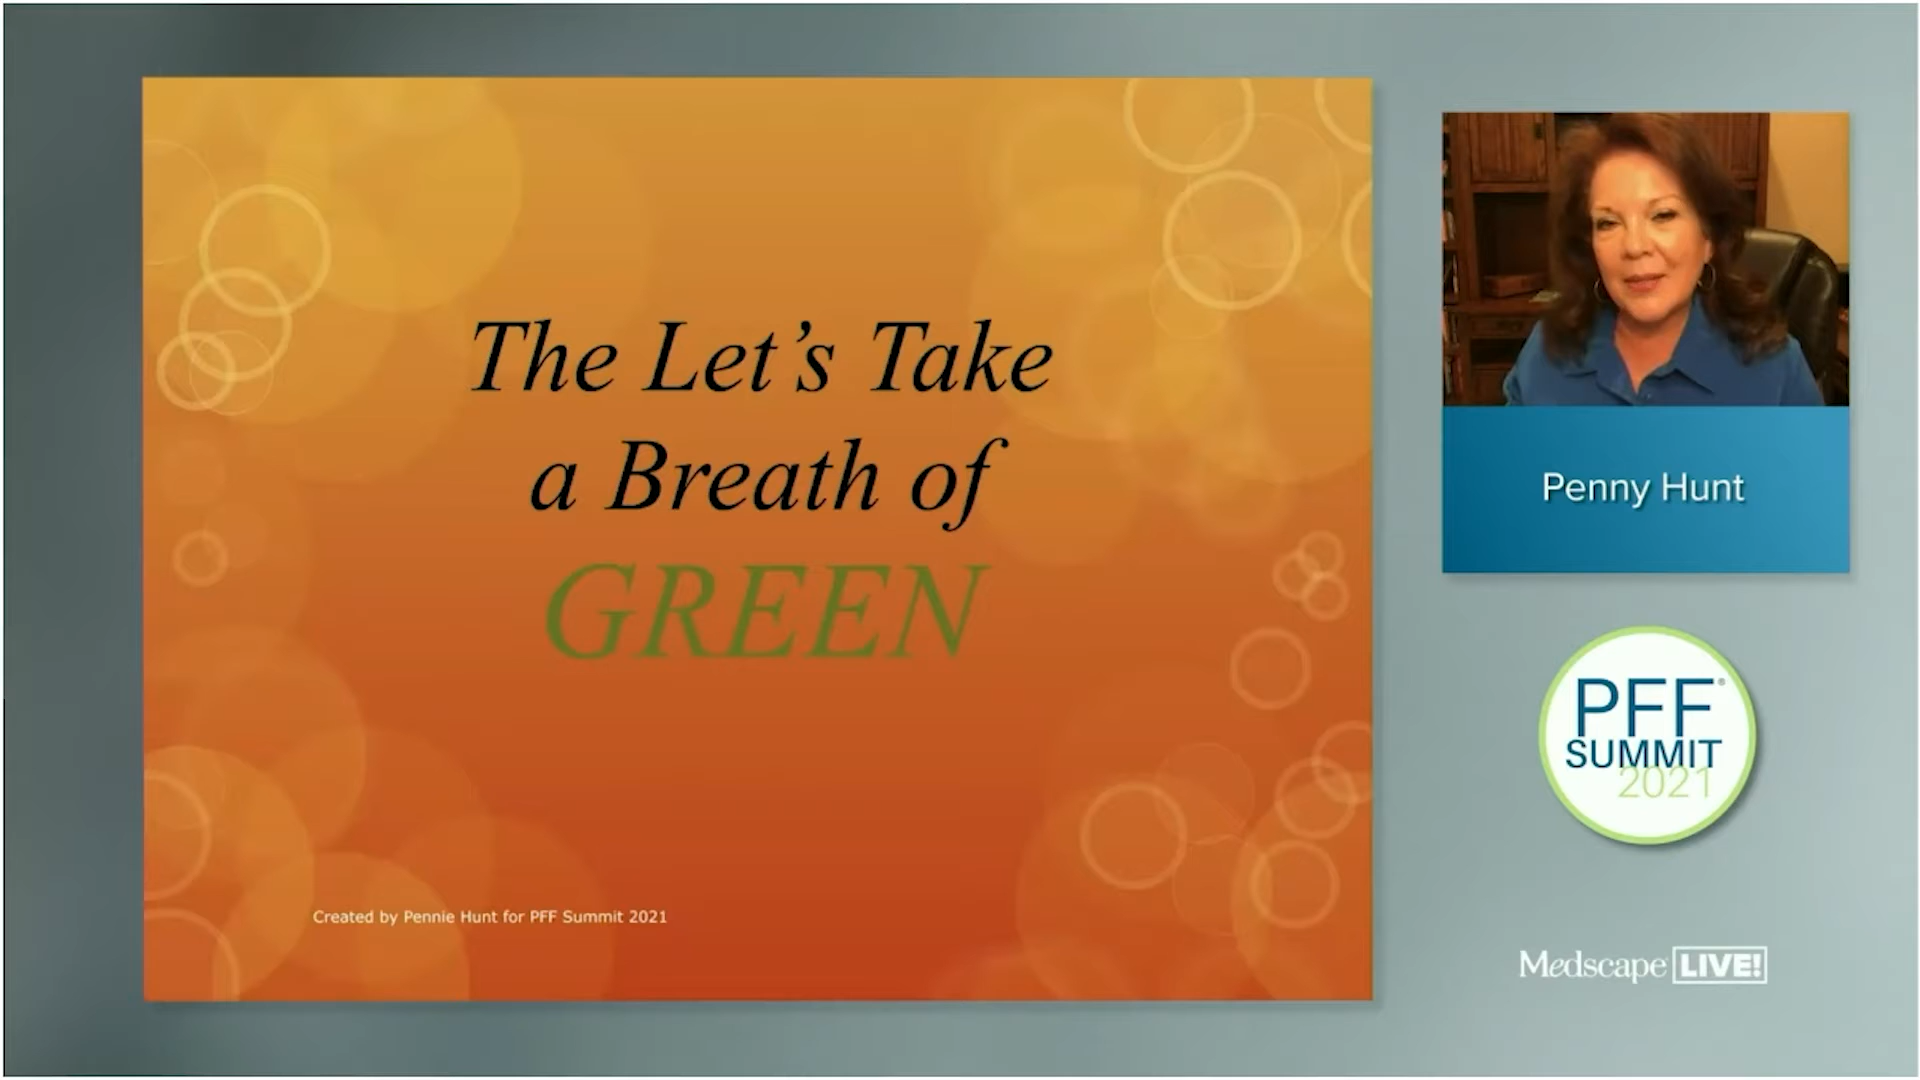 The Let’s Take
a Breath of
GREEN
Created by Pennie Hunt for PFF Summit 2021
Penny Hunt
PFF®
SUMMIT
2021
Medscape LIVE!